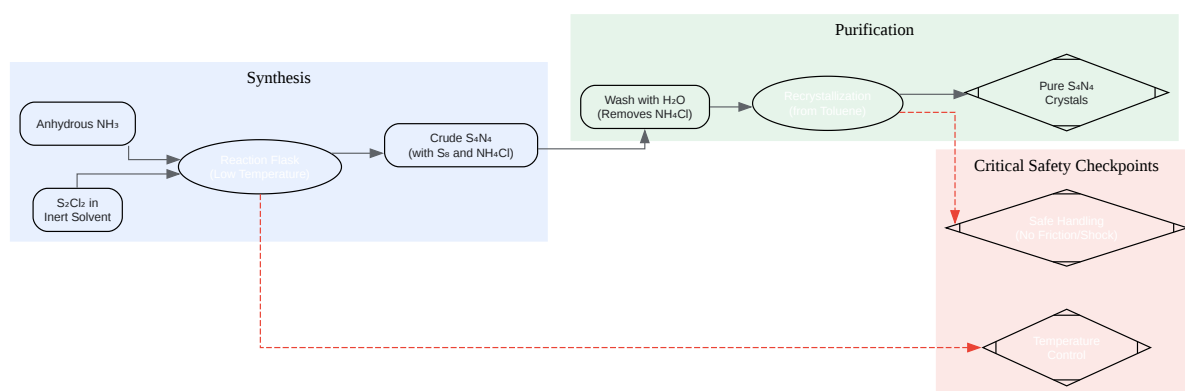 Synthesis
Anhydrous NH₃
S₂Cl₂ in
Inert Solvent
Reaction Flask
(Low Temperature)
Crude S₄N₄
(with S₈ and NH₄Cl)
Purification
Wash with H₂O
(Removes NH₄Cl)
Recrystallization
(from Toluene)
Pure S₄N₄
Crystals
Critical Safety Checkpoints
Safe Handling
(No Friction/Shock)
Temperature
Control